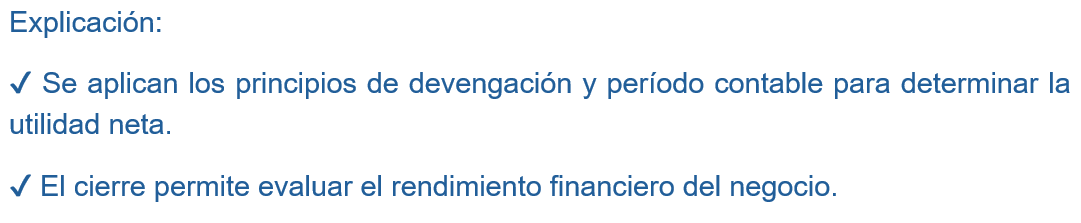 Explicación:
✓ Se aplican los principios de devengación y período contable para determinar la
utilidad neta.
✓ El cierre permite evaluar el rendimiento financiero del negocio.